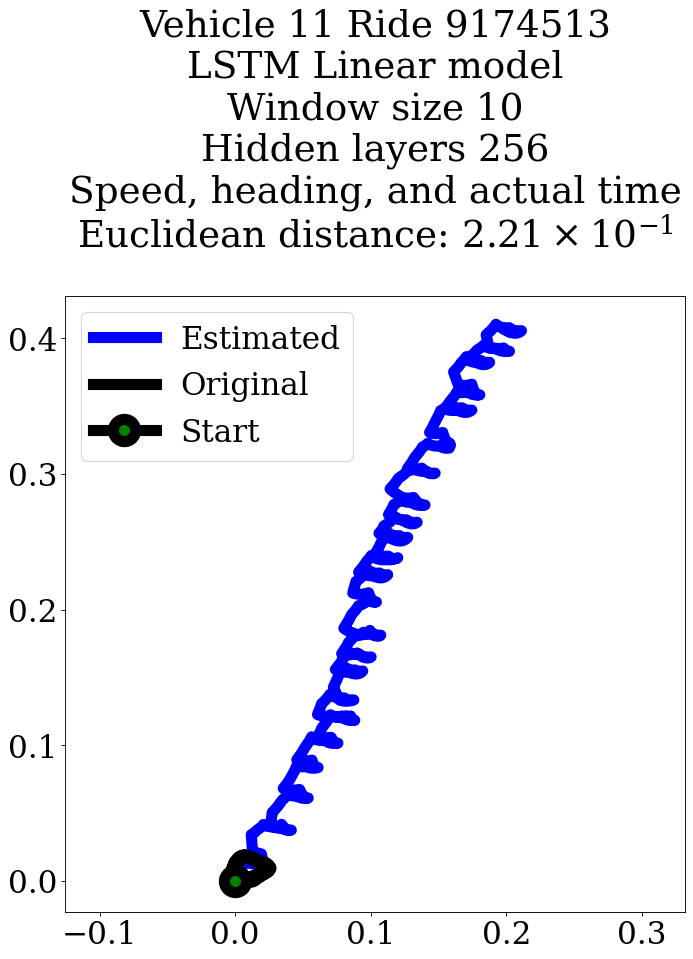 Vehicle 11 Ride 9174513
LSTM Linear model
Window size 10
Hidden layers 256
Speed, heading, and actual time
Euclidean distance: 2.21 × 10⁻¹
Estimated
Original
Start
0.4
0.3
0.2
0.1
0.0
−0.1 0.0 0.1 0.2 0.3